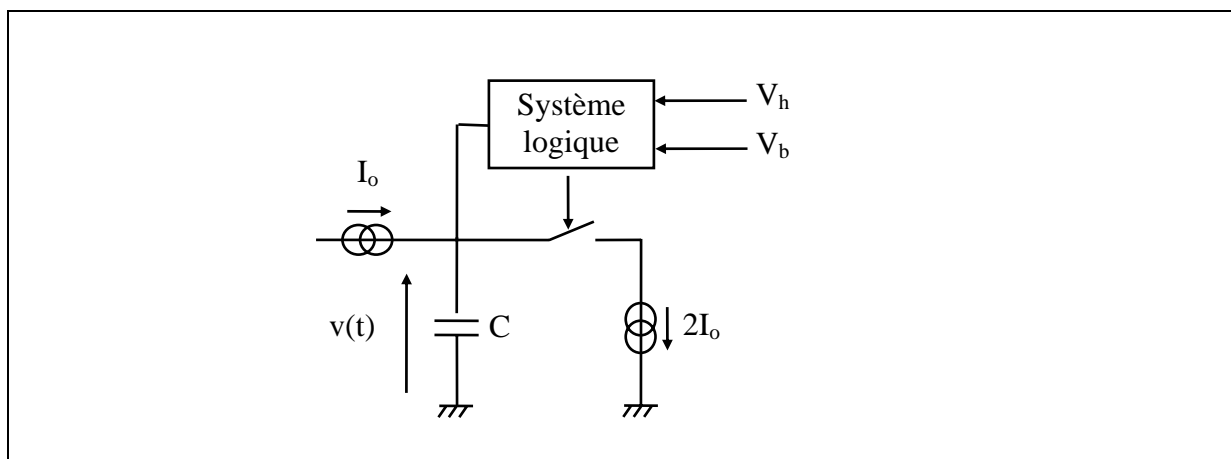 Système
logique
V_h
V_b
I_o
v(t)
C
2I_o